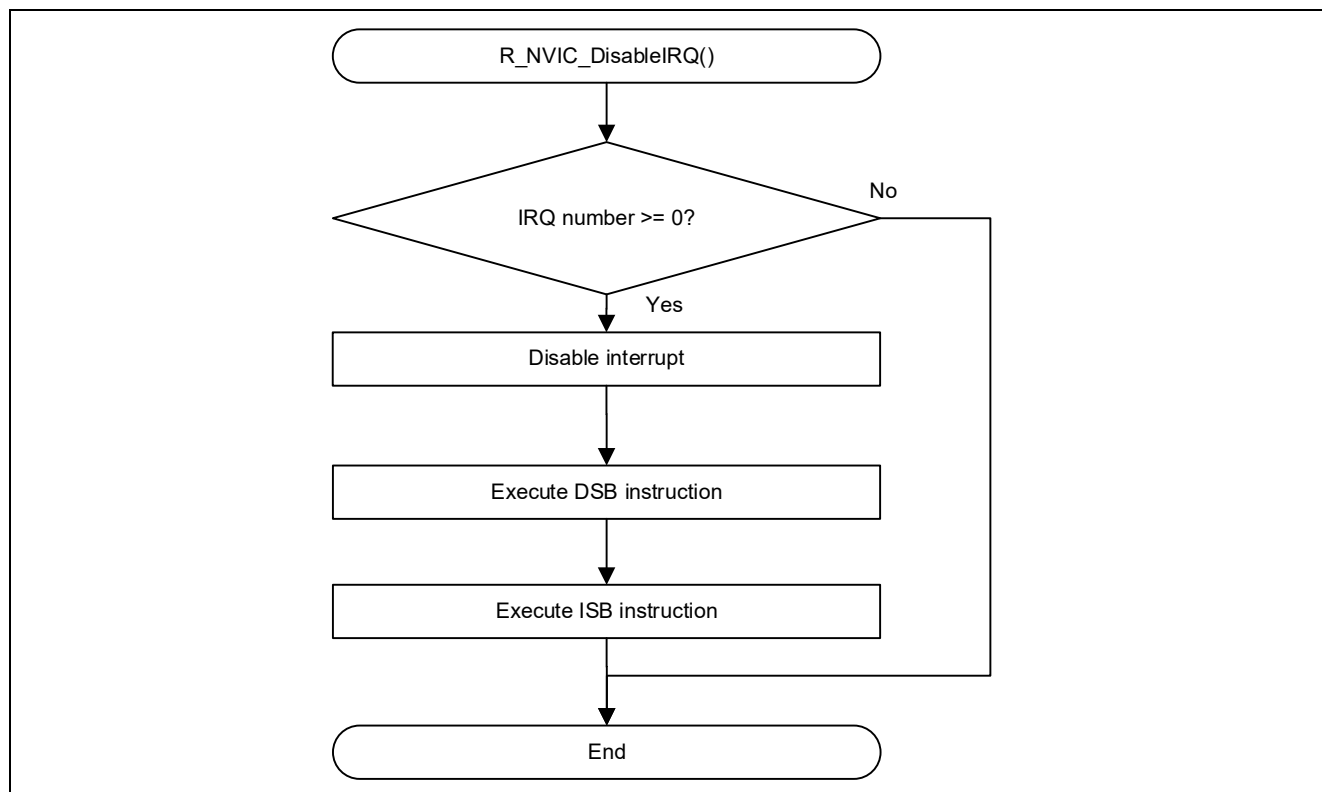 R_NVIC_DisableIRQ()
No
IRQ number >= 0?
Yes
Disable interrupt
Execute DSB instruction
Execute ISB instruction
End